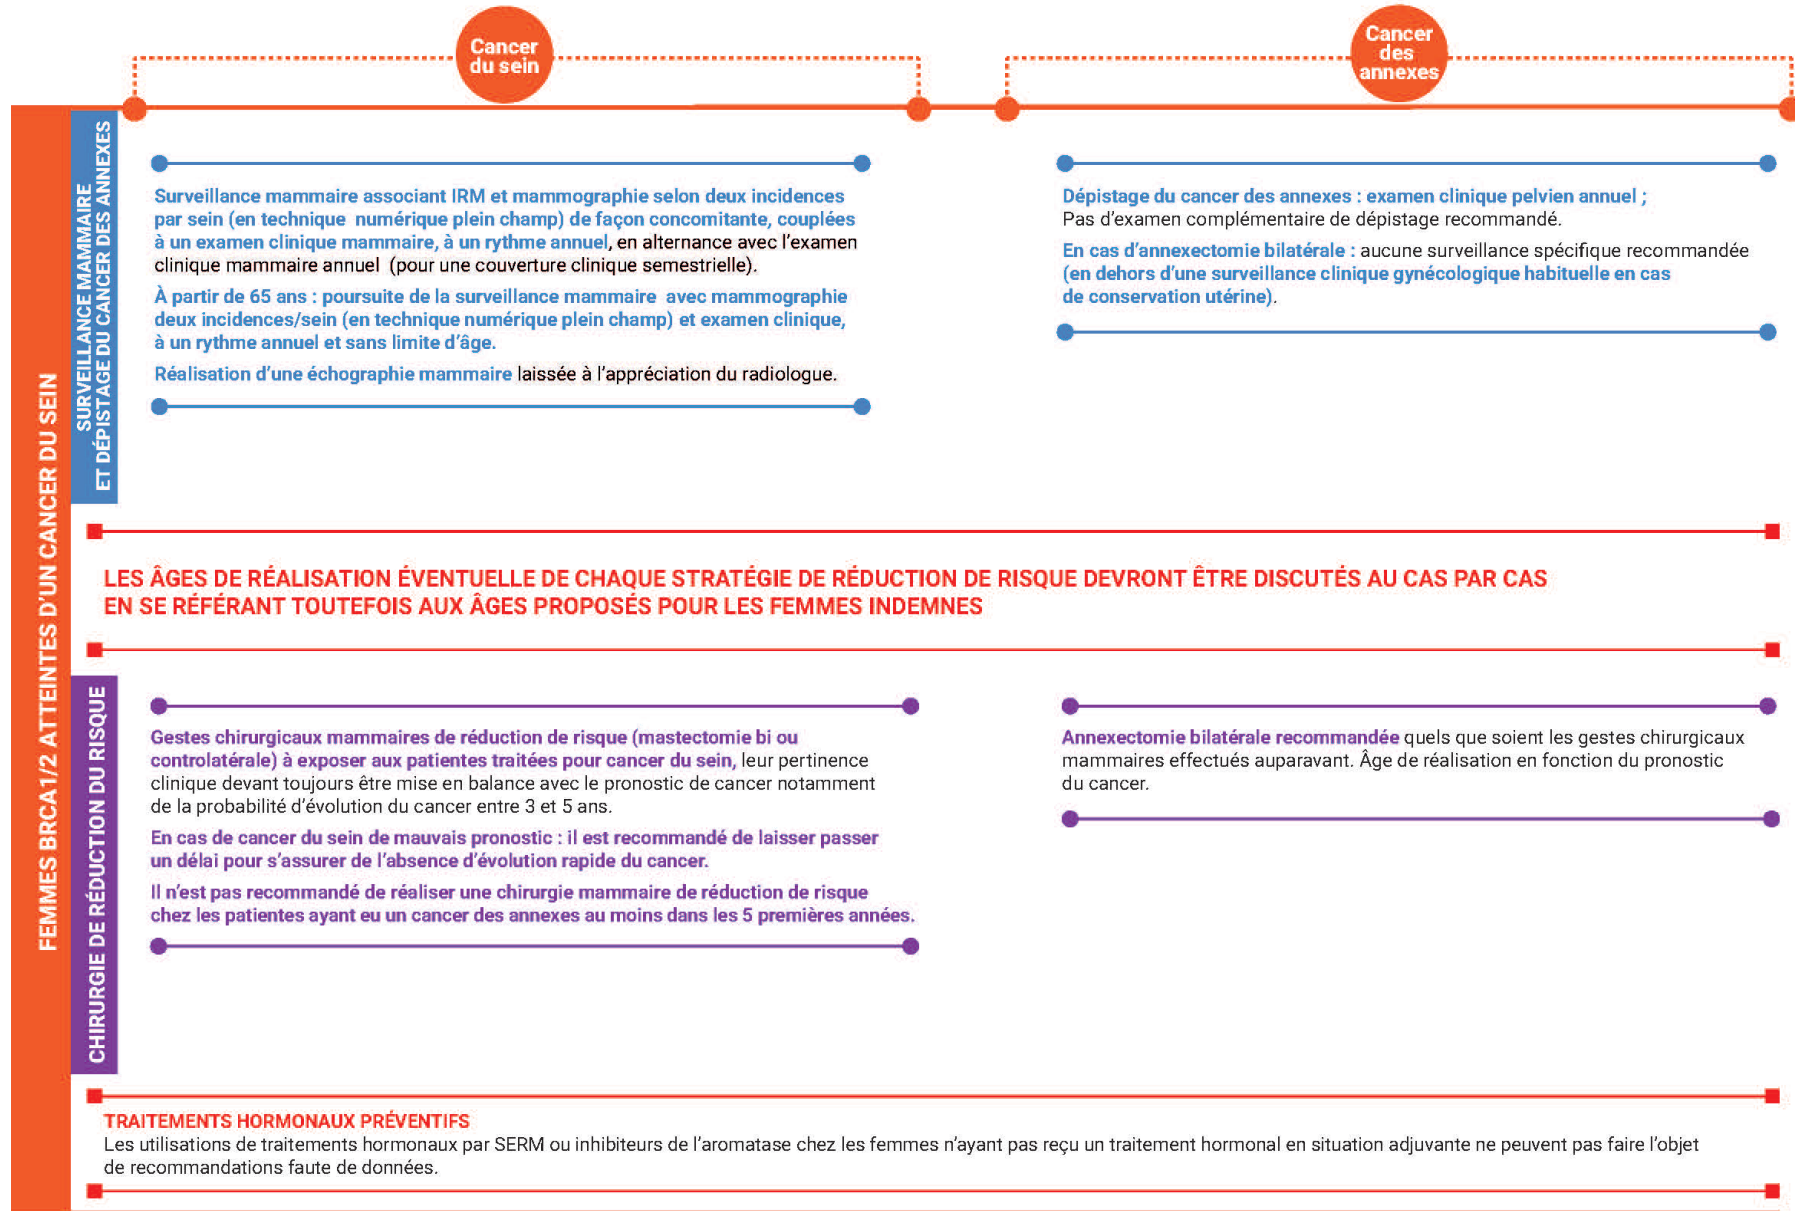 Cancer
du sein
Cancer
des
annexes
FEMMES BRCA1/2 ATTEINTES D’UN CANCER DU SEIN
SURVEILLANCE MAMMAIRE
ET DÉPISTAGE DU CANCER DES ANNEXES
Surveillance mammaire associant IRM et mammographie selon deux incidences
par sein (en technique numérique plein champ) de façon concomitante, couplées
à un examen clinique mammaire, à un rythme annuel, en alternance avec l’examen
clinique mammaire annuel (pour une couverture clinique semestrielle).
À partir de 65 ans : poursuite de la surveillance mammaire avec mammographie
deux incidences/sein (en technique numérique plein champ) et examen clinique,
à un rythme annuel et sans limite d’âge.
Réalisation d’une échographie mammaire laissée à l’appréciation du radiologue.
Dépistage du cancer des annexes : examen clinique pelvien annuel ;
Pas d’examen complémentaire de dépistage recommandé.
En cas d’annexectomie bilatérale : aucune surveillance spécifique recommandée
(en dehors d’une surveillance clinique gynécologique habituelle en cas
de conservation utérine).
LES ÂGES DE RÉALISATION ÉVENTUELLE DE CHAQUE STRATÉGIE DE RÉDUCTION DE RISQUE DEVRONT ÊTRE DISCUTÉS AU CAS PAR CAS
EN SE RÉFÉRANT TOUTEFOIS AUX ÂGES PROPOSÉS POUR LES FEMMES INDEMNES
CHIRURGIE DE RÉDUCTION DU RISQUE
Gestes chirurgicaux mammaires de réduction de risque (mastectomie bi ou
controlatérale) à exposer aux patientes traitées pour cancer du sein, leur pertinence
clinique devant toujours être mise en balance avec le pronostic de cancer notamment
de la probabilité d’évolution du cancer entre 3 et 5 ans.
En cas de cancer du sein de mauvais pronostic : il est recommandé de laisser passer
un délai pour s’assurer de l’absence d’évolution rapide du cancer.
Il n’est pas recommandé de réaliser une chirurgie mammaire de réduction de risque
chez les patientes ayant eu un cancer des annexes au moins dans les 5 premières années.
Annexectomie bilatérale recommandée quels que soient les gestes chirurgicaux
mammaires effectués auparavant. Âge de réalisation en fonction du pronostic
du cancer.
TRAITEMENTS HORMONAUX PRÉVENTIFS
Les utilisations de traitements hormonaux par SERM ou inhibiteurs de l’aromatase chez les femmes n’ayant pas reçu un traitement hormonal en situation adjuvante ne peuvent pas faire l’objet
de recommandations faute de données.